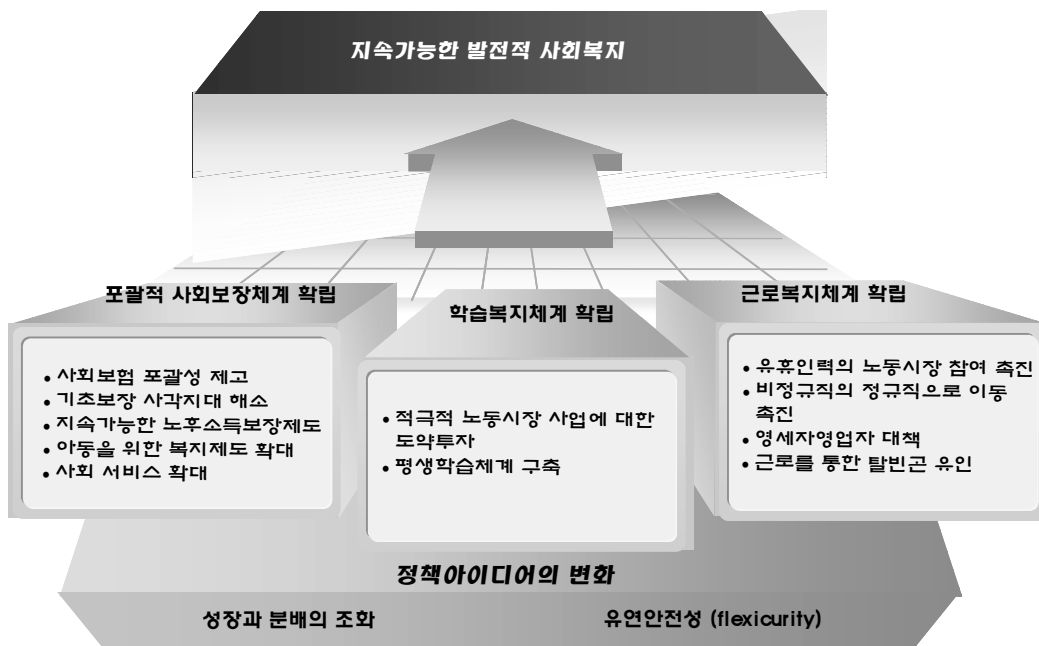 지속가능한 발전적 사회복지
포괄적 사회보장체계 확립
• 사회보험 포괄성 제고
• 기초보장 사각지대 해소
• 지속가능한 노후소득보장제도
• 아동을 위한 복지제도 확대
• 사회 서비스 확대
학습복지체계 확립
• 적극적 노동시장 사업에 대한
도약투자
• 평생학습체계 구축
근로복지체계 확립
• 유휴인력의 노동시장 참여 촉진
• 비정규직의 정규직으로 이동
촉진
• 영세자영업자 대책
• 근로를 통한 탈빈곤 유인
정책아이디어의 변화
성장과 분배의 조화
유연안전성 (flexicurity)